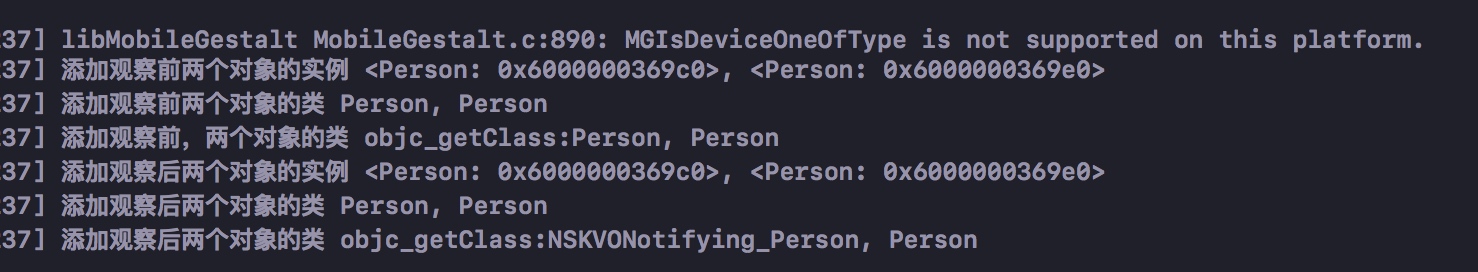 37] libMobileGestalt MobileGestalt.c:890: MGIsDeviceOneOfType is not supported on this platform.
37] 添加观察前两个对象的实例 <Person: 0x6000000369c0>, <Person: 0x6000000369e0>
37] 添加观察前两个对象的类 Person, Person
37] 添加观察前，两个对象的类 objc_getClass:Person, Person
37] 添加观察后两个对象的实例 <Person: 0x6000000369c0>, <Person: 0x6000000369e0>
37] 添加观察后两个对象的类 Person, Person
37] 添加观察后两个对象的类 objc_getClass:NSKVONotifying_Person, Person